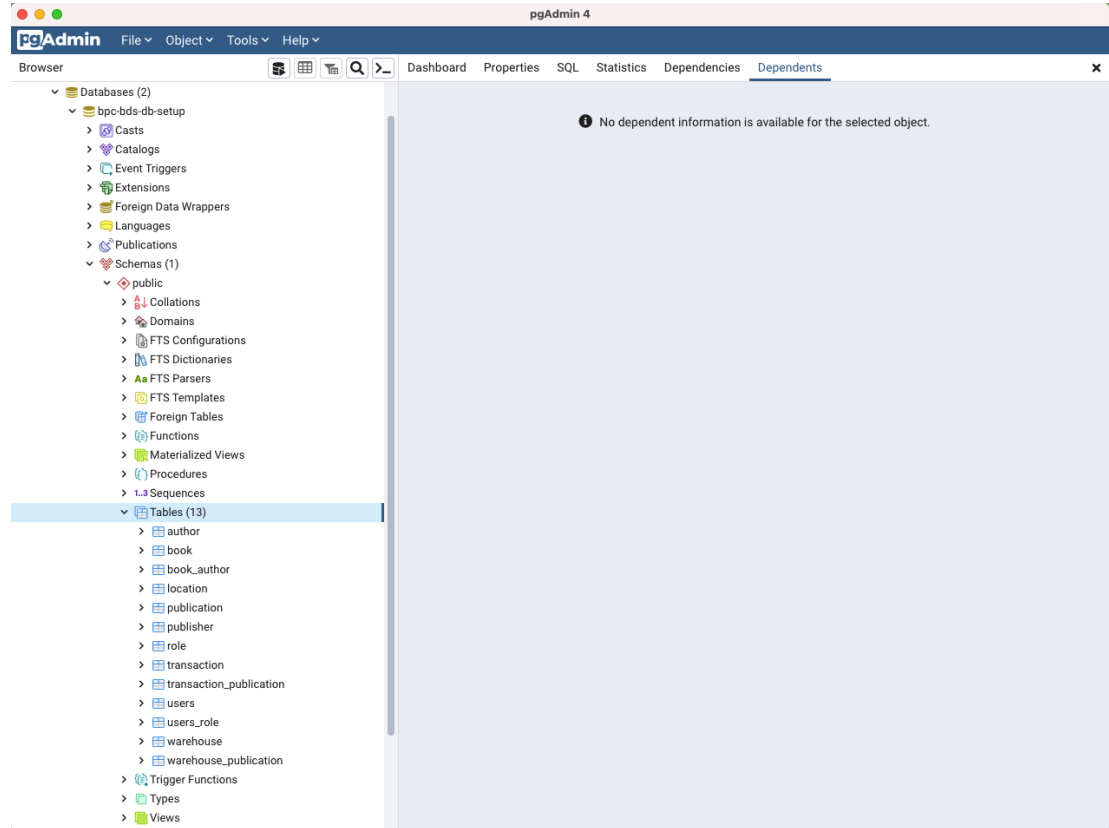 pgAdmin 4
pgAdmin File Object Tools Help
Browser
Dashboard Properties SQL Statistics Dependencies Dependents
Databases (2)
bpc-bds-db-setup
Casts
Catalogs
Event Triggers
Extensions
Foreign Data Wrappers
Languages
Publications
Schemas (1)
public
Collations
Domains
FTS Configurations
FTS Dictionaries
Aa FTS Parsers
FTS Templates
Foreign Tables
Functions
Materialized Views
Procedures
1..3 Sequences
Tables (13)
author
book
book_author
location
publication
publisher
role
transaction
transaction_publication
users
users_role
warehouse
warehouse_publication
Trigger Functions
Types
Views
No dependent information is available for the selected object.